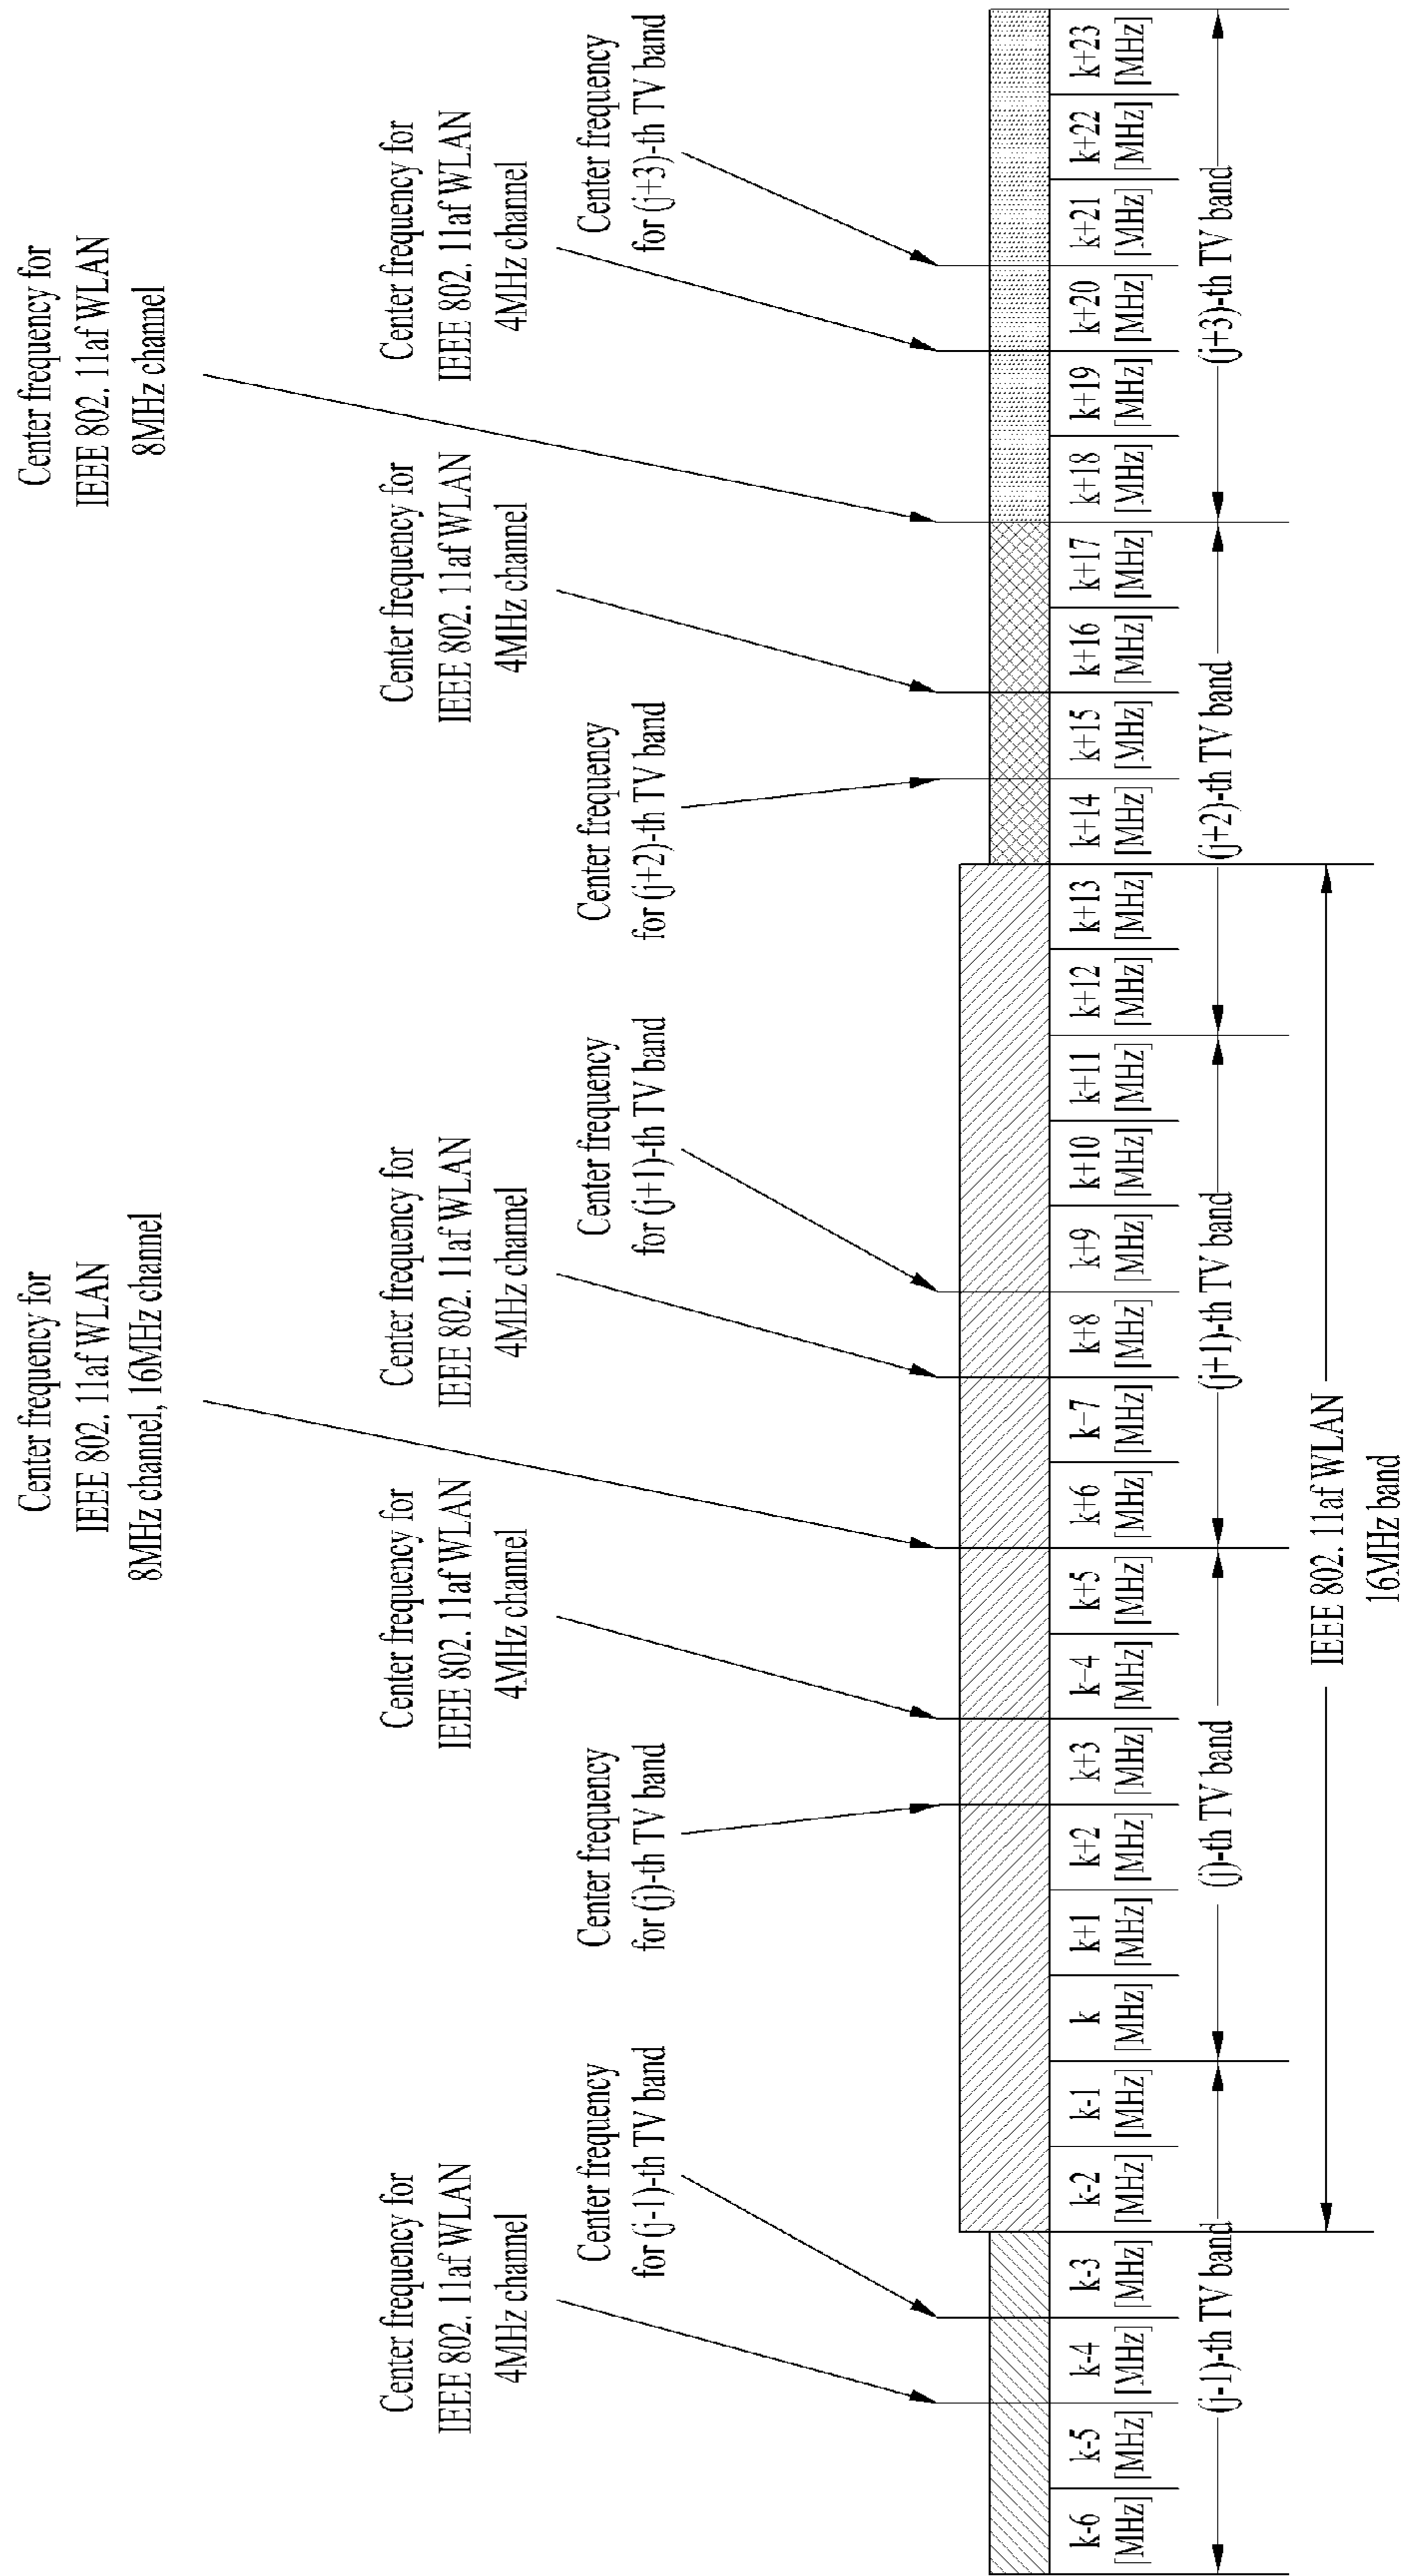 Center frequency for
IEEE 802. 11af WLAN
8MHz channel, 16MHz channel
Center frequency for
IEEE 802. 11af WLAN
8MHz channel
Center frequency for
IEEE 802. 11af WLAN
4MHz channel
Center frequency for
IEEE 802. 11af WLAN
4MHz channel
Center frequency for
IEEE 802. 11af WLAN
4MHz channel
Center frequency for
IEEE 802. 11af WLAN
4MHz channel
Center frequency for
IEEE 802. 11af WLAN
4MHz channel
Center frequency
for (j-1)-th TV band
Center frequency
for (j)-th TV band
Center frequency
for (j+1)-th TV band
Center frequency
for (j+2)-th TV band
Center frequency
for (j+3)-th TV band
k-6 k-5 k-4 k-3 k-2 k-1 k k+1 k+2 k+3 k-4 k+5 k+6 k-7 k+8 k+9 k+10 k+11 k+12 k+13 k+14 k+15 k+16 k+17 k+18 k+19 k+20 k+21 k+22 k+23
[MHz] [MHz] [MHz] [MHz] [MHz] [MHz] [MHz] [MHz] [MHz] [MHz] [MHz] [MHz] [MHz] [MHz] [MHz] [MHz] [MHz] [MHz] [MHz] [MHz] [MHz] [MHz] [MHz] [MHz] [MHz] [MHz] [MHz] [MHz] [MHz] [MHz]
(j-1)-th TV band (j)-th TV band (j+1)-th TV band (j+2)-th TV band (j+3)-th TV band
IEEE 802. 11af WLAN
16MHz band